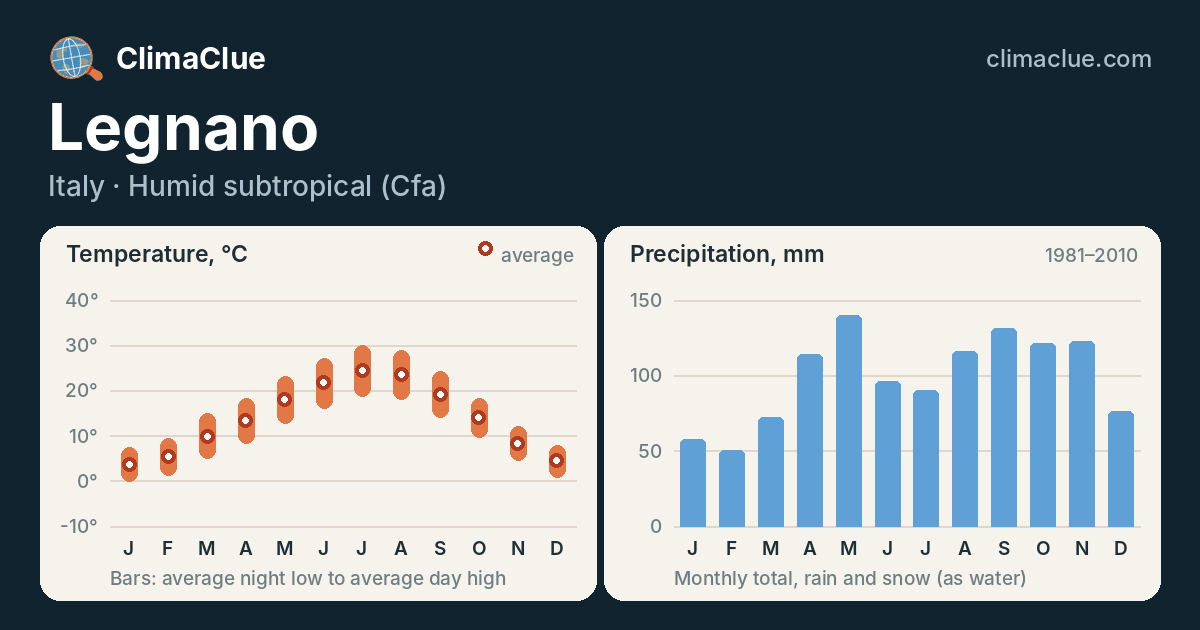 ClimaClue
climaclue.com
Legnano
Italy · Humid subtropical (Cfa)
Temperature, °C
average
40°
30°
20°
10°
0°
-10°
J F M A M J J A S O N D
Bars: average night low to average day high
Precipitation, mm
1981–2010
150
100
50
0
J F M A M J J A S O N D
Monthly total, rain and snow (as water)